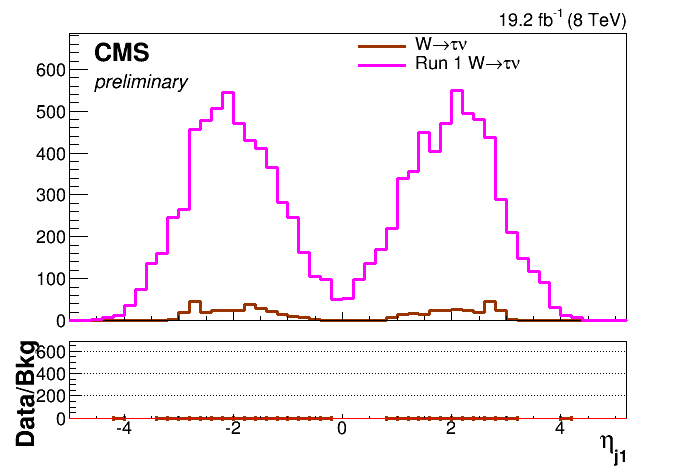 19.2 fb⁻¹ (8 TeV)
CMS
preliminary
W→τν
Run 1 W→τν
600
500
400
300
200
100
0
Data/Bkg
600
400
200
0
-4 -2 0 2 4
η_j1